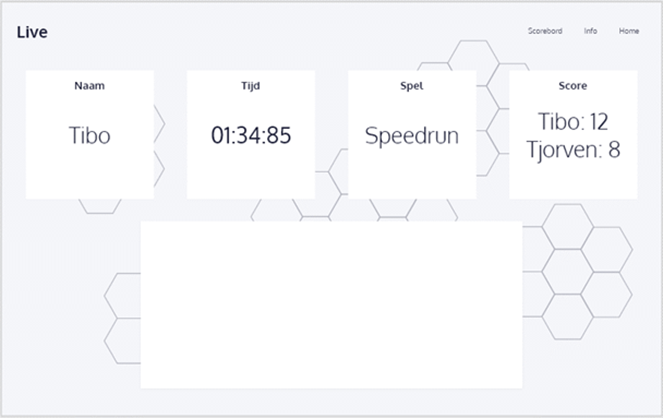 Live
Scorebord Info Home
Naam
Tibo
Tijd
01:34:85
Spel
Speedrun
Score
Tibo: 12
Tjorven: 8